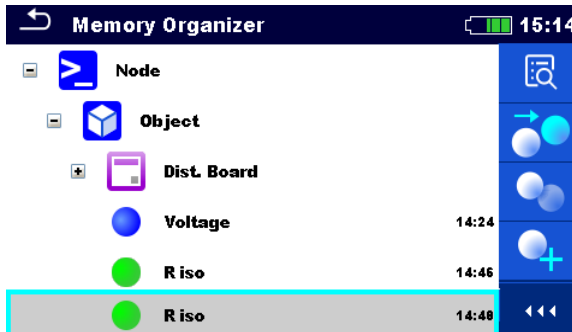 Memory Organizer 15:14
Node
Object
Dist. Board
Voltage 14:24
R iso 14:46
R iso 14:48